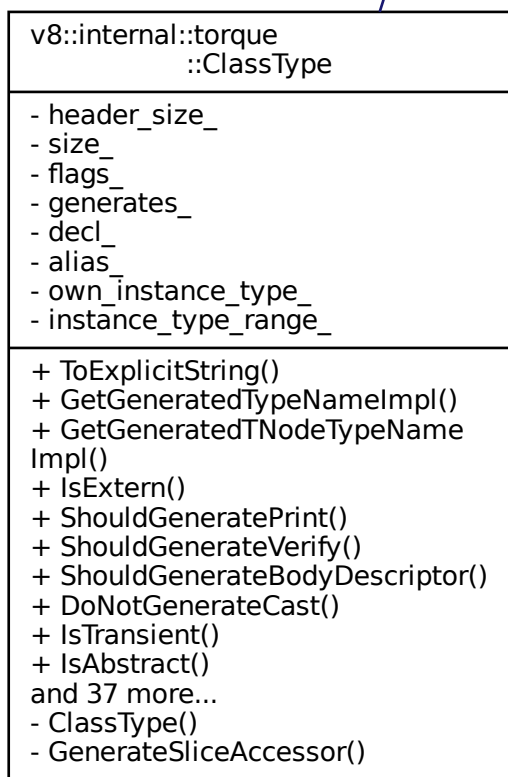 v8::internal::torque
::ClassType
- header_size_
- size_
- flags_
- generates_
- decl_
- alias_
- own_instance_type_
- instance_type_range_
+ ToExplicitString()
+ GetGeneratedTypeNameImpl()
+ GetGeneratedTNodeTypeName
Impl()
+ IsExtern()
+ ShouldGeneratePrint()
+ ShouldGenerateVerify()
+ ShouldGenerateBodyDescriptor()
+ DoNotGenerateCast()
+ IsTransient()
+ IsAbstract()
and 37 more...
- ClassType()
- GenerateSliceAccessor()